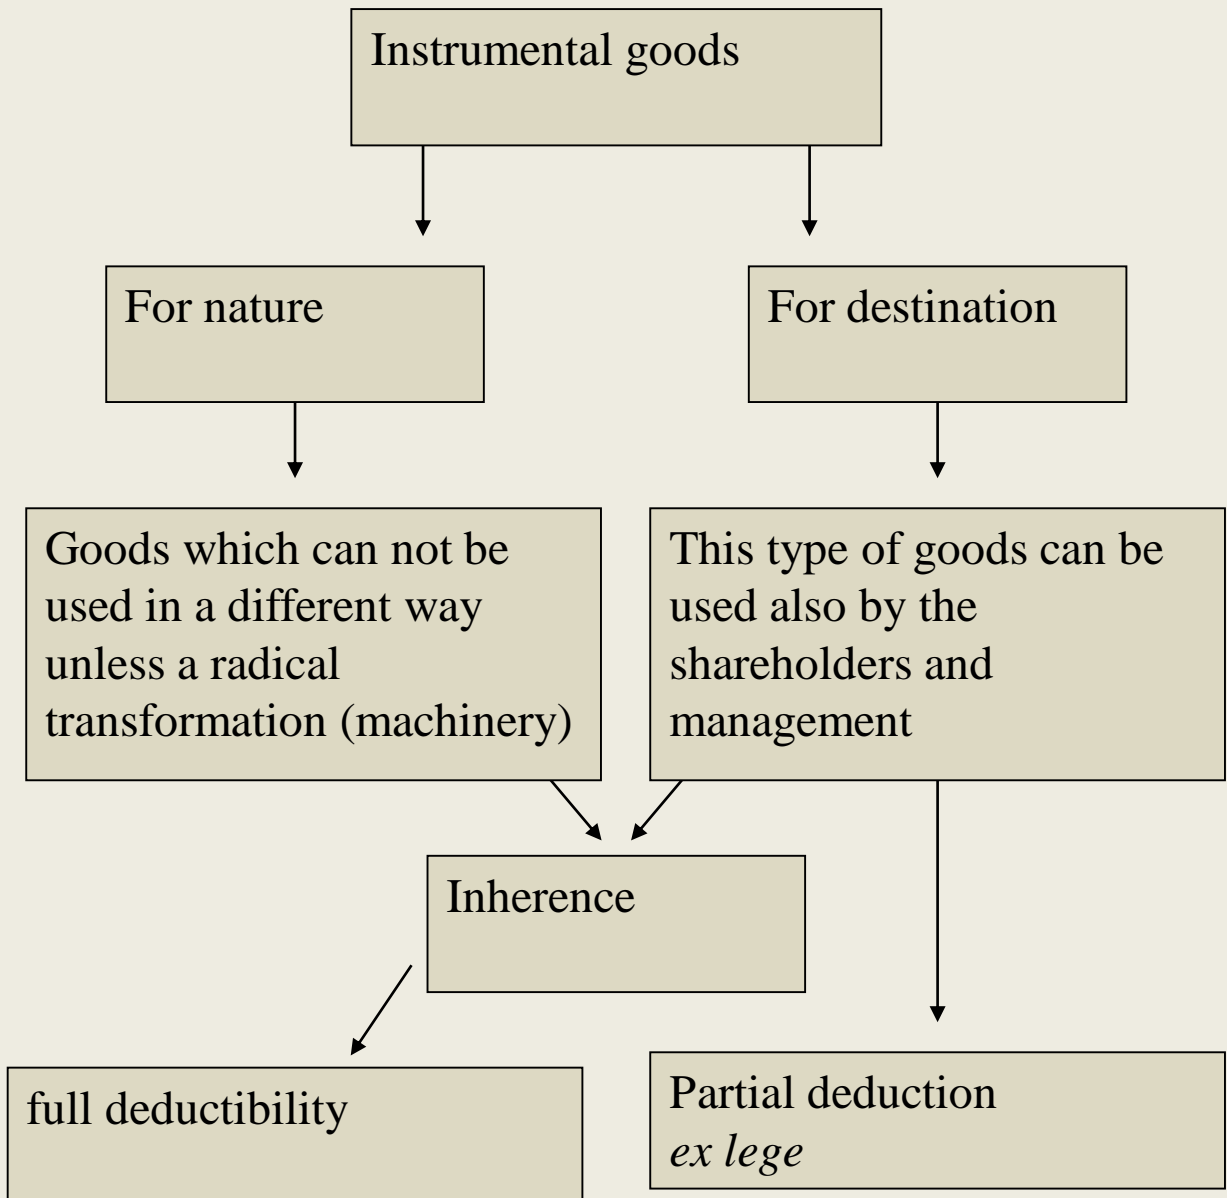 Instrumental goods
For nature
For destination
Goods which can not be
used in a different way
unless a radical
transformation (machinery)
This type of goods can be
used also by the
shareholders and
management
Inherence
full deductibility
Partial deduction
ex lege